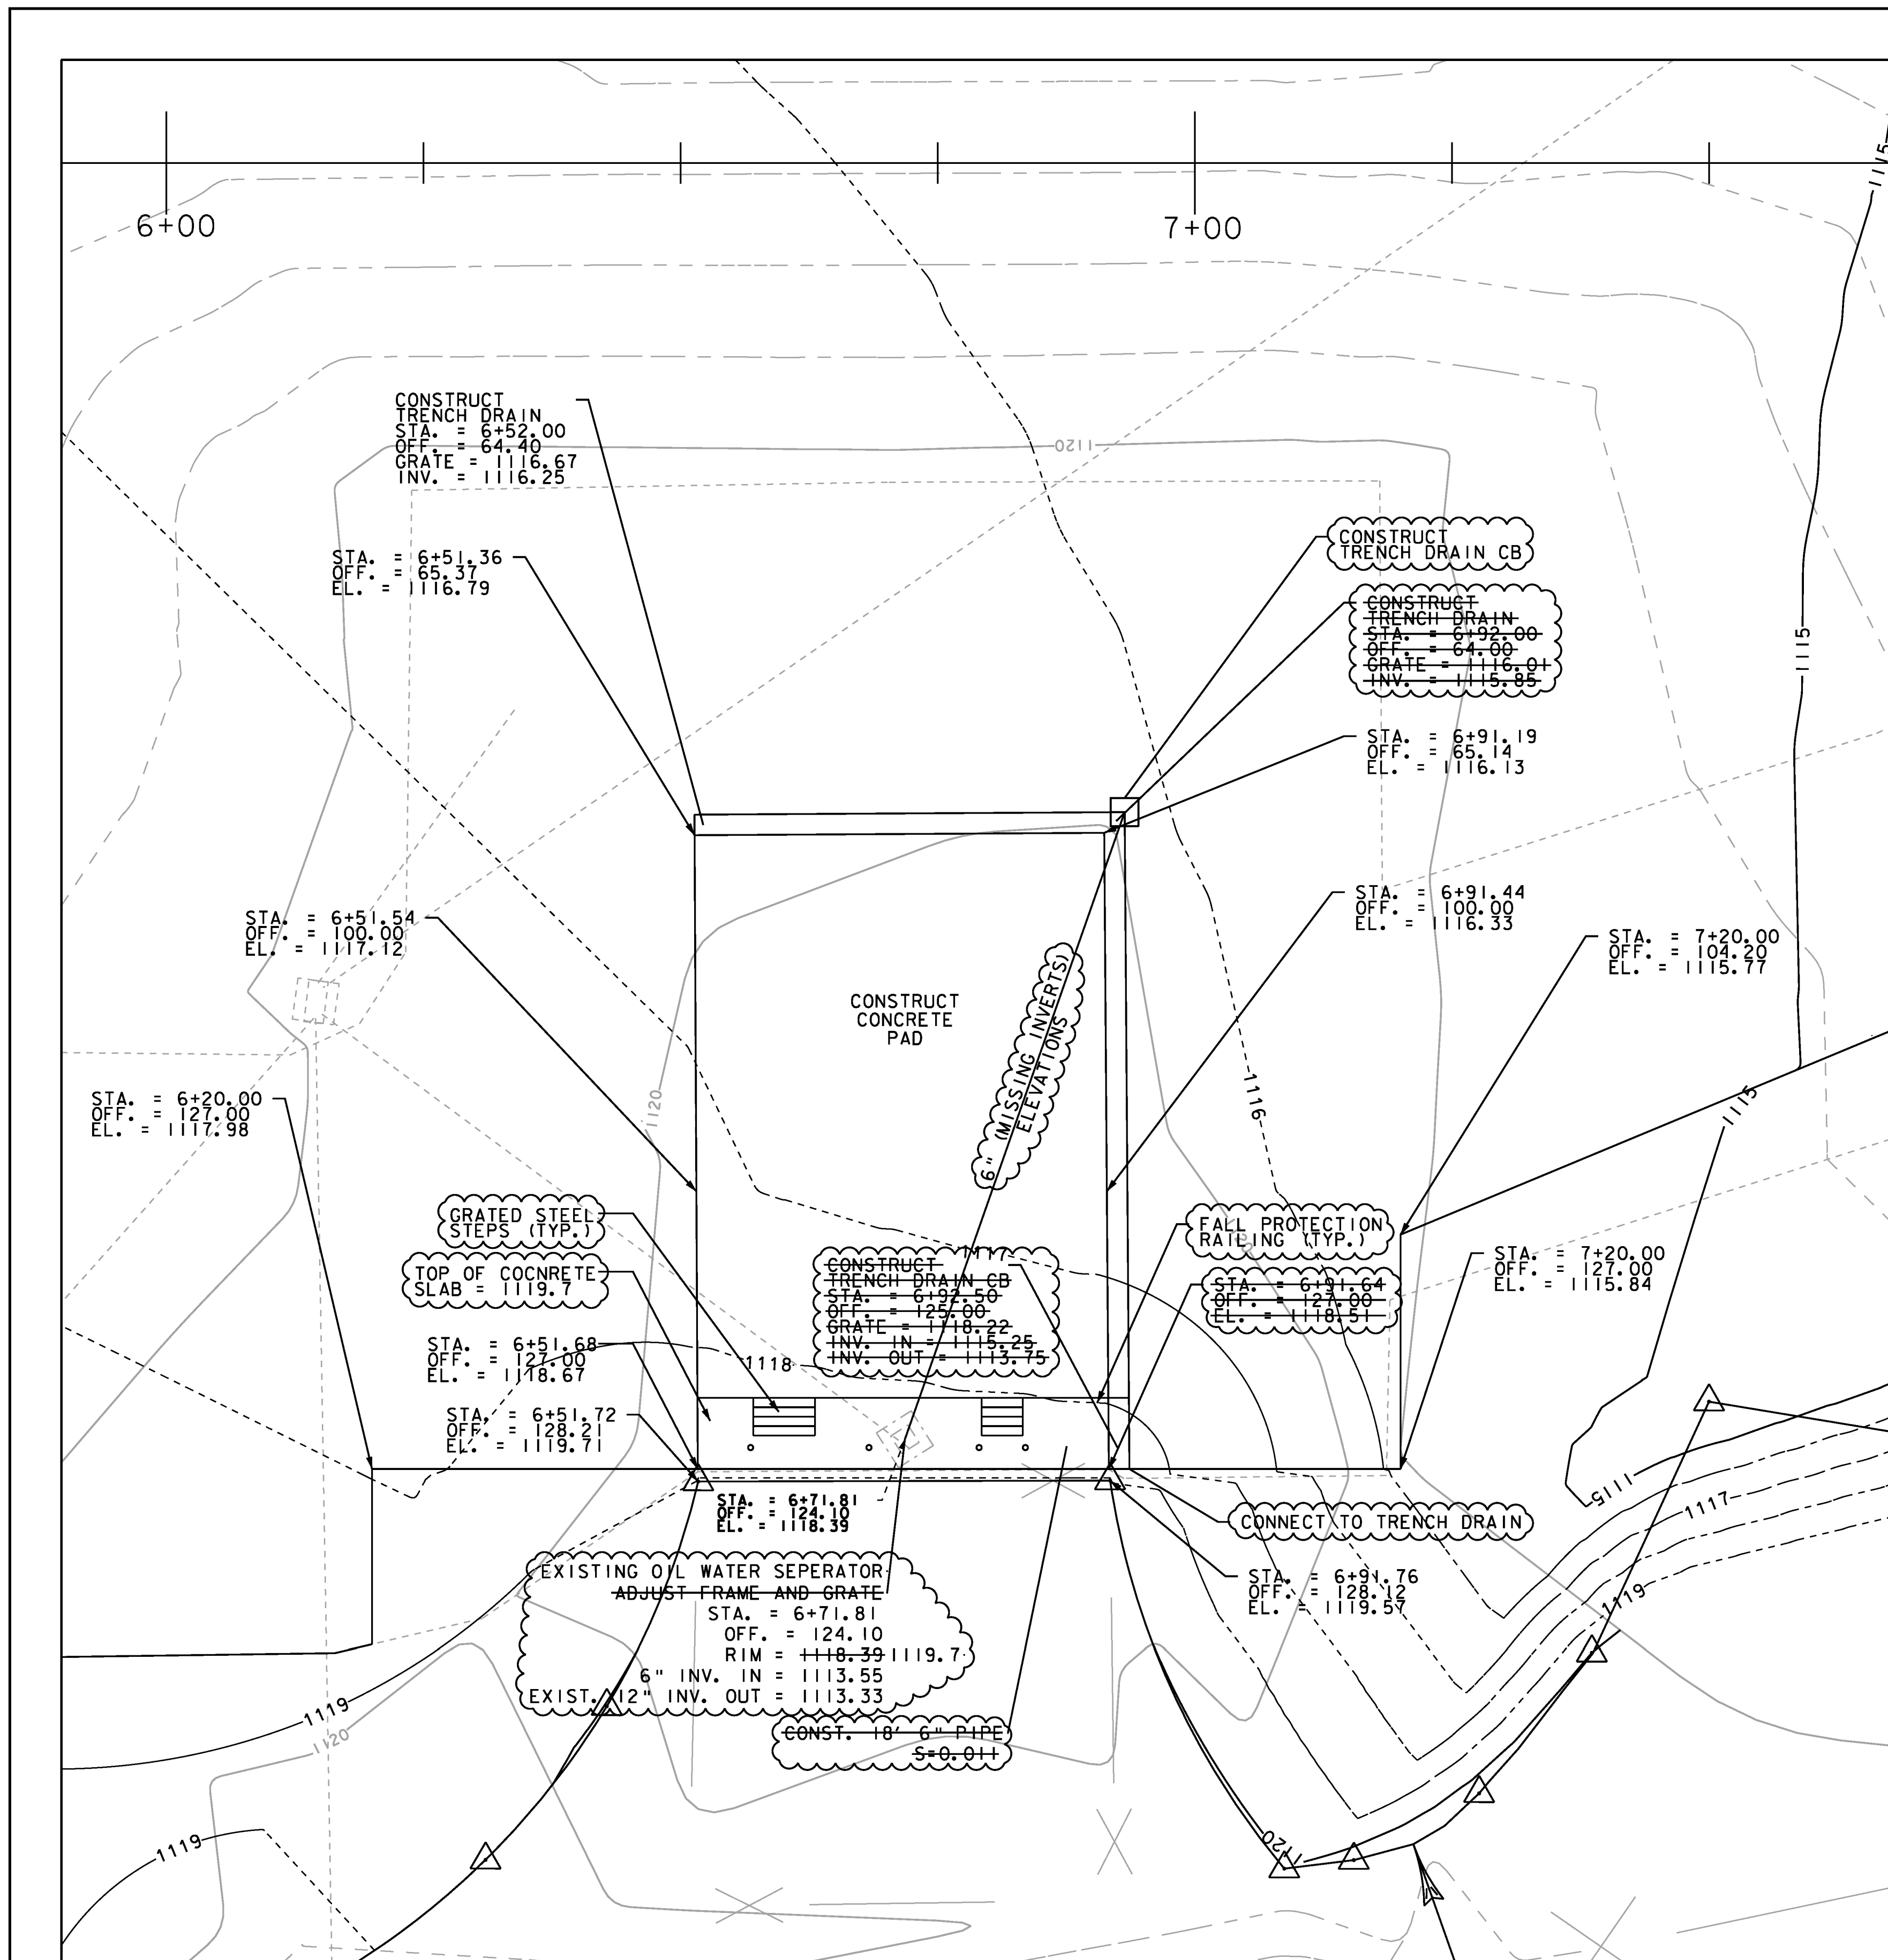 1115
6+00
7+00
CONSTRUCT
TRENCH DRAIN
STA. = 6+52.00
OFF. = 64.40
GRATE = 1116.67
INV. = 1116.25
1120
CONSTRUCT
TRENCH DRAIN CB
STA. = 6+51.36
OFF. = 65.37
EL. = 1116.79
CONSTRUCT
TRENCH DRAIN
STA. = 6+92.00
OFF. = 64.00
GRATE = 1116.01
INV. = 1115.85
1115
STA. = 6+91.19
OFF. = 65.14
EL. = 1116.13
STA. = 6+91.44
OFF. = 100.00
EL. = 1116.33
STA. = 6+51.54
OFF. = 100.00
EL. = 1117.12
STA. = 7+20.00
OFF. = 104.20
EL. = 1115.77
CONSTRUCT
CONCRETE
PAD
6" (MISSING INVERTS)
ELEVATIONS
1120
1116
1115
STA. = 6+20.00
OFF. = 127.00
EL. = 1117.98
GRATED STEEL
STEPS (TYP.)
FALL PROTECTION
RAILING (TYP.)
TOP OF COCNRETE
SLAB = 1119.7
1117
CONSTRUCT
TRENCH DRAIN CB
STA. = 6+92.50
OFF. = 125.00
GRATE = 1118.22
INV. IN = 1115.25
INV. OUT = 1113.75
STA. = 6+91.64
OFF. = 127.00
EL. = 1118.51
STA. = 7+20.00
OFF. = 127.00
EL. = 1115.84
STA. = 6+51.68
OFF. = 127.00
EL. = 1118.67
1118
STA. = 6+51.72
OFF. = 128.21
EL. = 1119.71
STA. = 6+71.81
OFF. = 124.10
EL. = 1118.39
1115
1117
CONNECT TO TRENCH DRAIN
EXISTING OIL WATER SEPERATOR
ADJUST FRAME AND GRATE
STA. = 6+71.81
OFF. = 124.10
RIM = 1118.39 1119.7
6" INV. IN = 1113.55
EXIST. 12" INV. OUT = 1113.33
STA. = 6+91.76
OFF. = 128.12
EL. = 1119.57
1119
1119
1120
CONST. 18' 6" PIPE
S=0.011
1119
1120